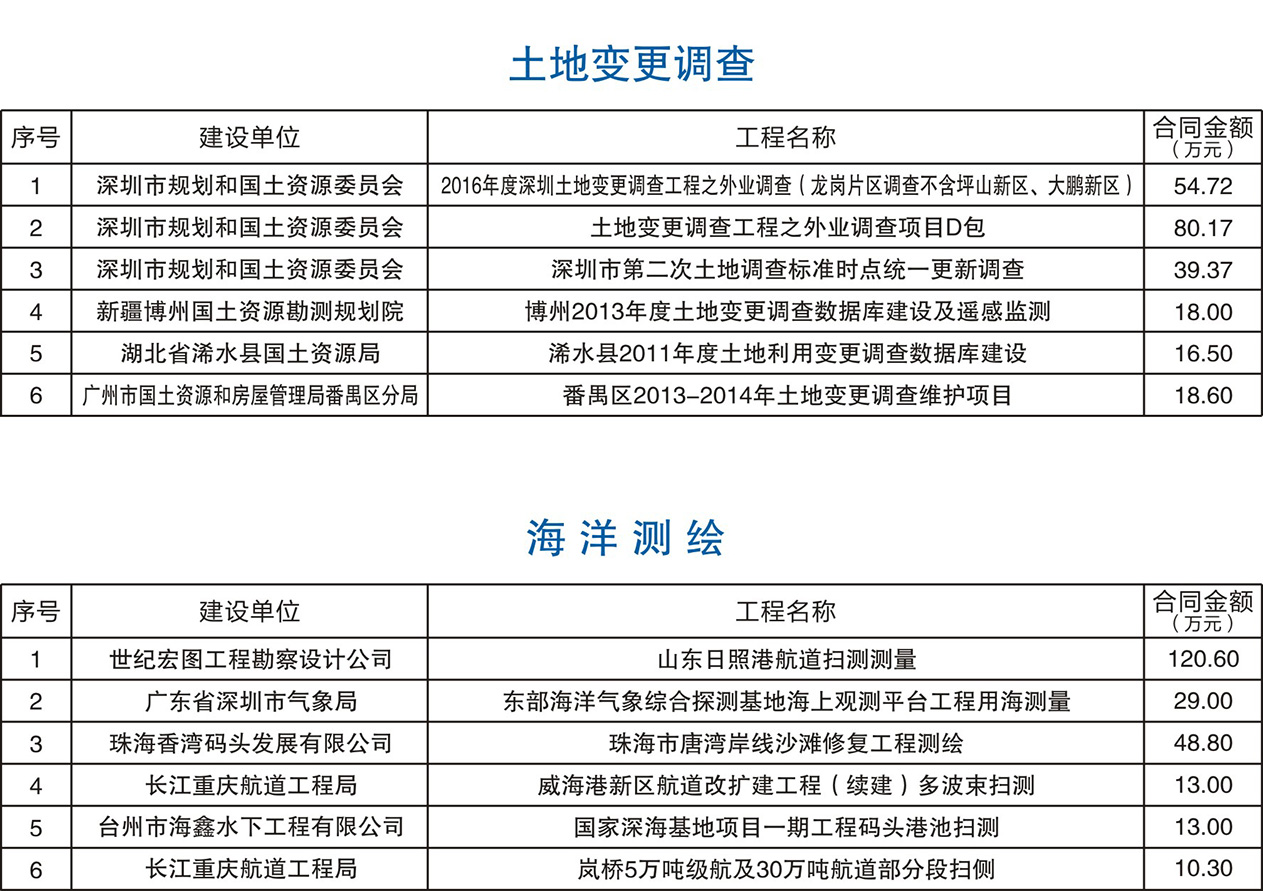 土地变更调查
序号 建设单位 工程名称 合同金额
（万元）
1 深圳市规划和国土资源委员会 2016年度深圳土地变更调查工程之外业调查（龙岗片区调查不含坪山新区、大鹏新区） 54.72
2 深圳市规划和国土资源委员会 土地变更调查工程之外业调查项目D包 80.17
3 深圳市规划和国土资源委员会 深圳市第二次土地调查标准时点统一更新调查 39.37
4 新疆博州国土资源勘测规划院 博州2013年度土地变更调查数据库建设及遥感监测 18.00
5 湖北省浠水县国土资源局 浠水县2011年度土地利用变更调查数据库建设 16.50
6 广州市国土资源和房屋管理局番禺区分局 番禺区2013–2014年土地变更调查维护项目 18.60
海洋测绘
序号 建设单位 工程名称 合同金额
（万元）
1 世纪宏图工程勘察设计公司 山东日照港航道扫测测量 120.60
2 广东省深圳市气象局 东部海洋气象综合探测基地海上观测平台工程用海测量 29.00
3 珠海香湾码头发展有限公司 珠海市唐湾岸线沙滩修复工程测绘 48.80
4 长江重庆航道工程局 威海港新区航道改扩建工程（续建）多波束扫测 13.00
5 台州市海鑫水下工程有限公司 国家深海基地项目一期工程码头港池扫测 13.00
6 长江重庆航道工程局 岚桥5万吨级航及30万吨航道部分段扫侧 10.30